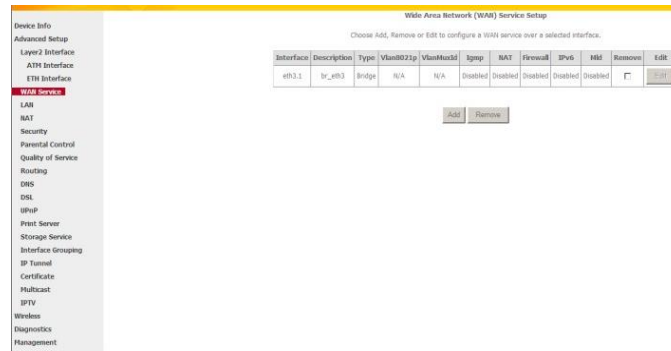 Wide Area Network (WAN) Service Setup
Choose Add, Remove or Edit to configure a WAN service over a selected interface.
Interface Description Type Vlan8021p VlanMuxId Igmp NAT Firewall IPv6 Mld Remove Edit
eth3.1 br_eth3 Bridge N/A N/A Disabled Disabled Disabled Disabled Disabled Edit
Add Remove
Device Info
Advanced Setup
Layer2 Interface
ATM Interface
ETH Interface
WAN Service
LAN
NAT
Security
Parental Control
Quality of Service
Routing
DNS
DSL
UPnP
Print Server
Storage Service
Interface Grouping
IP Tunnel
Certificate
Multicast
IPTV
Wireless
Diagnostics
Management